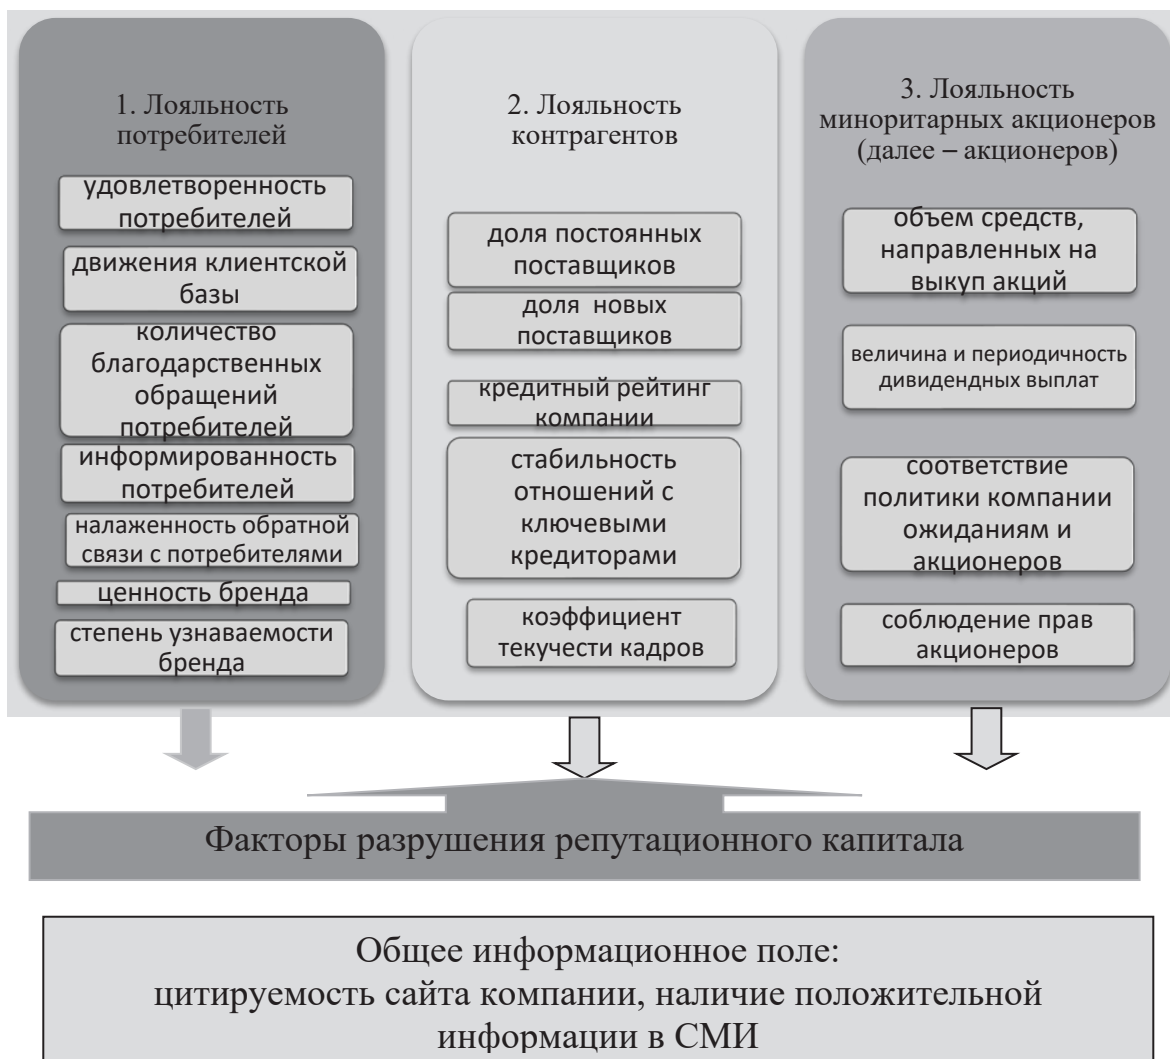 1. Лояльность
потребителей
удовлетворенность
потребителей
движения клиентской
базы
количество
благодарственных
обращений
потребителей
информированность
потребителей
налаженность обратной
связи с потребителями
ценность бренда
степень узнаваемости
бренда
2. Лояльность
контрагентов
доля постоянных
поставщиков
доля новых
поставщиков
кредитный рейтинг
компании
стабильность
отношений с
ключевыми
кредиторами
коэффициент
текучести кадров
3. Лояльность
миноритарных акционеров
(далее – акционеров)
объем средств,
направленных на
выкуп акций
величина и периодичность
дивидендных выплат
соответствие
политики компании
ожиданиям и
акционеров
соблюдение прав
акционеров
Факторы разрушения репутационного капитала
Общее информационное поле:
цитируемость сайта компании, наличие положительной
информации в СМИ